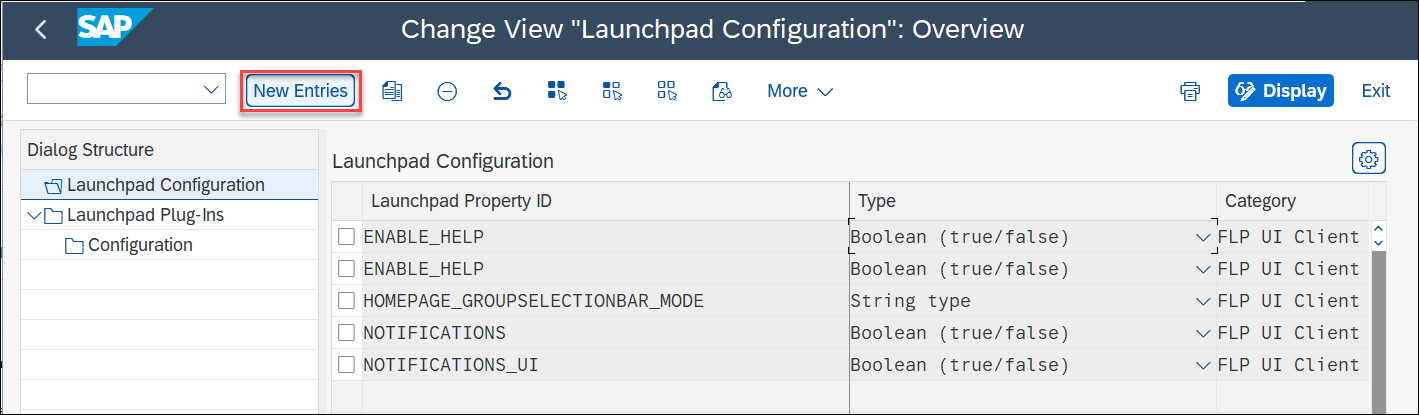 SAP
Change View "Launchpad Configuration": Overview
New Entries
More
Display
Exit
Dialog Structure
Launchpad Configuration
Launchpad Plug-Ins
Configuration
Launchpad Configuration
Launchpad Property ID Type Category
ENABLE_HELP Boolean (true/false) FLP UI Client
ENABLE_HELP Boolean (true/false) FLP UI Client
HOMEPAGE_GROUPSELECTIONBAR_MODE String type FLP UI Client
NOTIFICATIONS Boolean (true/false) FLP UI Client
NOTIFICATIONS_UI Boolean (true/false) FLP UI Client